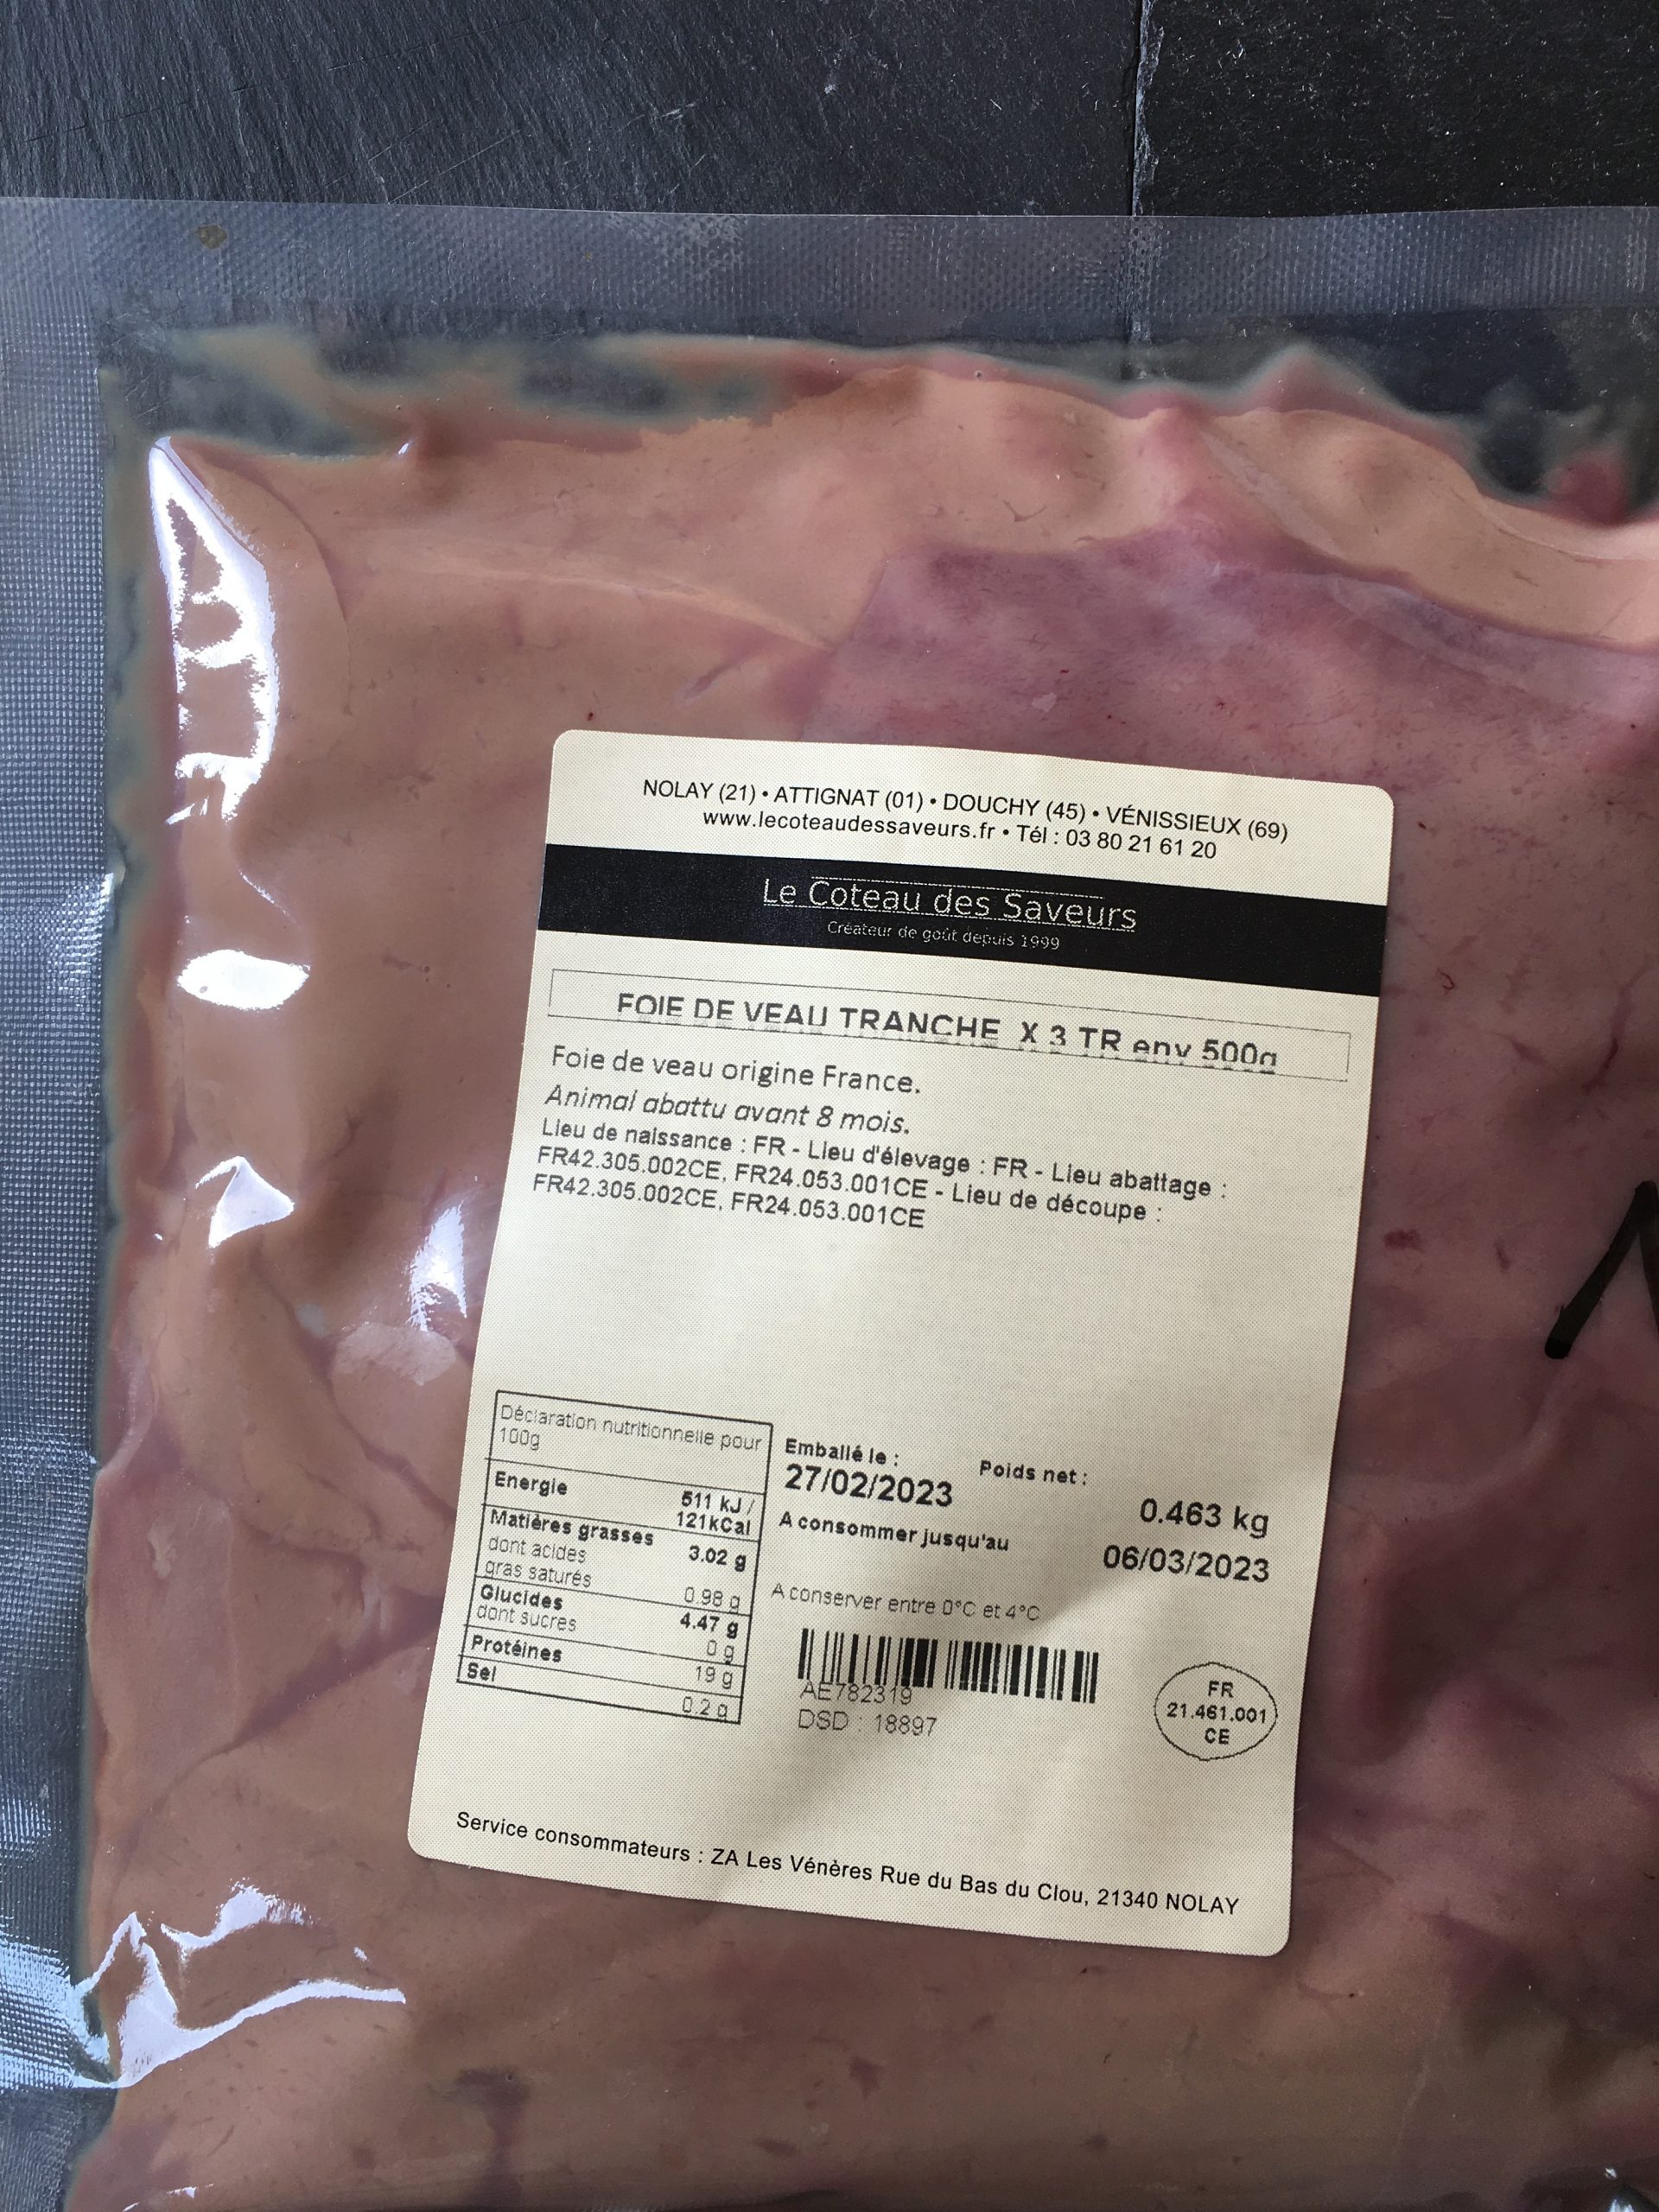 NOLAY (21) • ATTIGNAT (01) • DOUCHY (45) • VÉNISSIEUX (69)
www.lecoteaudessaveurs.fr • Tél : 03 80 21 61 20
Le Coteau des Saveurs
Créateur de goût depuis 1999
FOIE DE VEAU TRANCHE X 3 TR env 500g
Foie de veau origine France.
Animal abattu avant 8 mois.
Lieu de naissance : FR - Lieu d'élevage : FR - Lieu abattage :
FR42.305.002CE, FR24.053.001CE - Lieu de découpe :
FR42.305.002CE, FR24.053.001CE
Déclaration nutritionnelle pour
100g
Energie 511 kJ /
121kCal
Matières grasses 3.02 g
dont acides
gras saturés 0.98 g
Glucides 4.47 g
dont sucres 0 g
Protéines 19 g
Sel 0.2 g
Emballé le : Poids net :
27/02/2023 0.463 kg
A consommer jusqu'au 06/03/2023
A conserver entre 0°C et 4°C
AE782319
DSD : 18897
FR
21.461.001
CE
Service consommateurs : ZA Les Vénères Rue du Bas du Clou, 21340 NOLAY